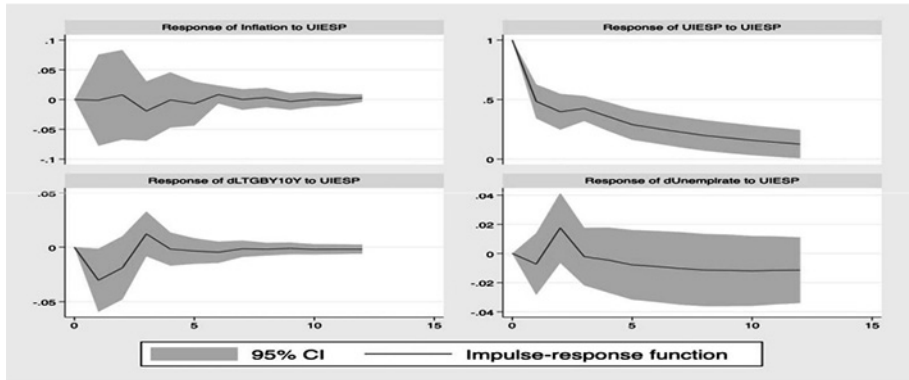 Response of Inflation to UIESP
.1
.05
0
-.05
-.1
Response of UIESP to UIESP
1
.5
0
Response of dLTGBY10Y to UIESP
.05
0
-.05
0 5 10 15
Response of dUnemplrate to UIESP
.04
.02
0
-.02
-.04
0 5 10 15
95% CI Impulse-response function